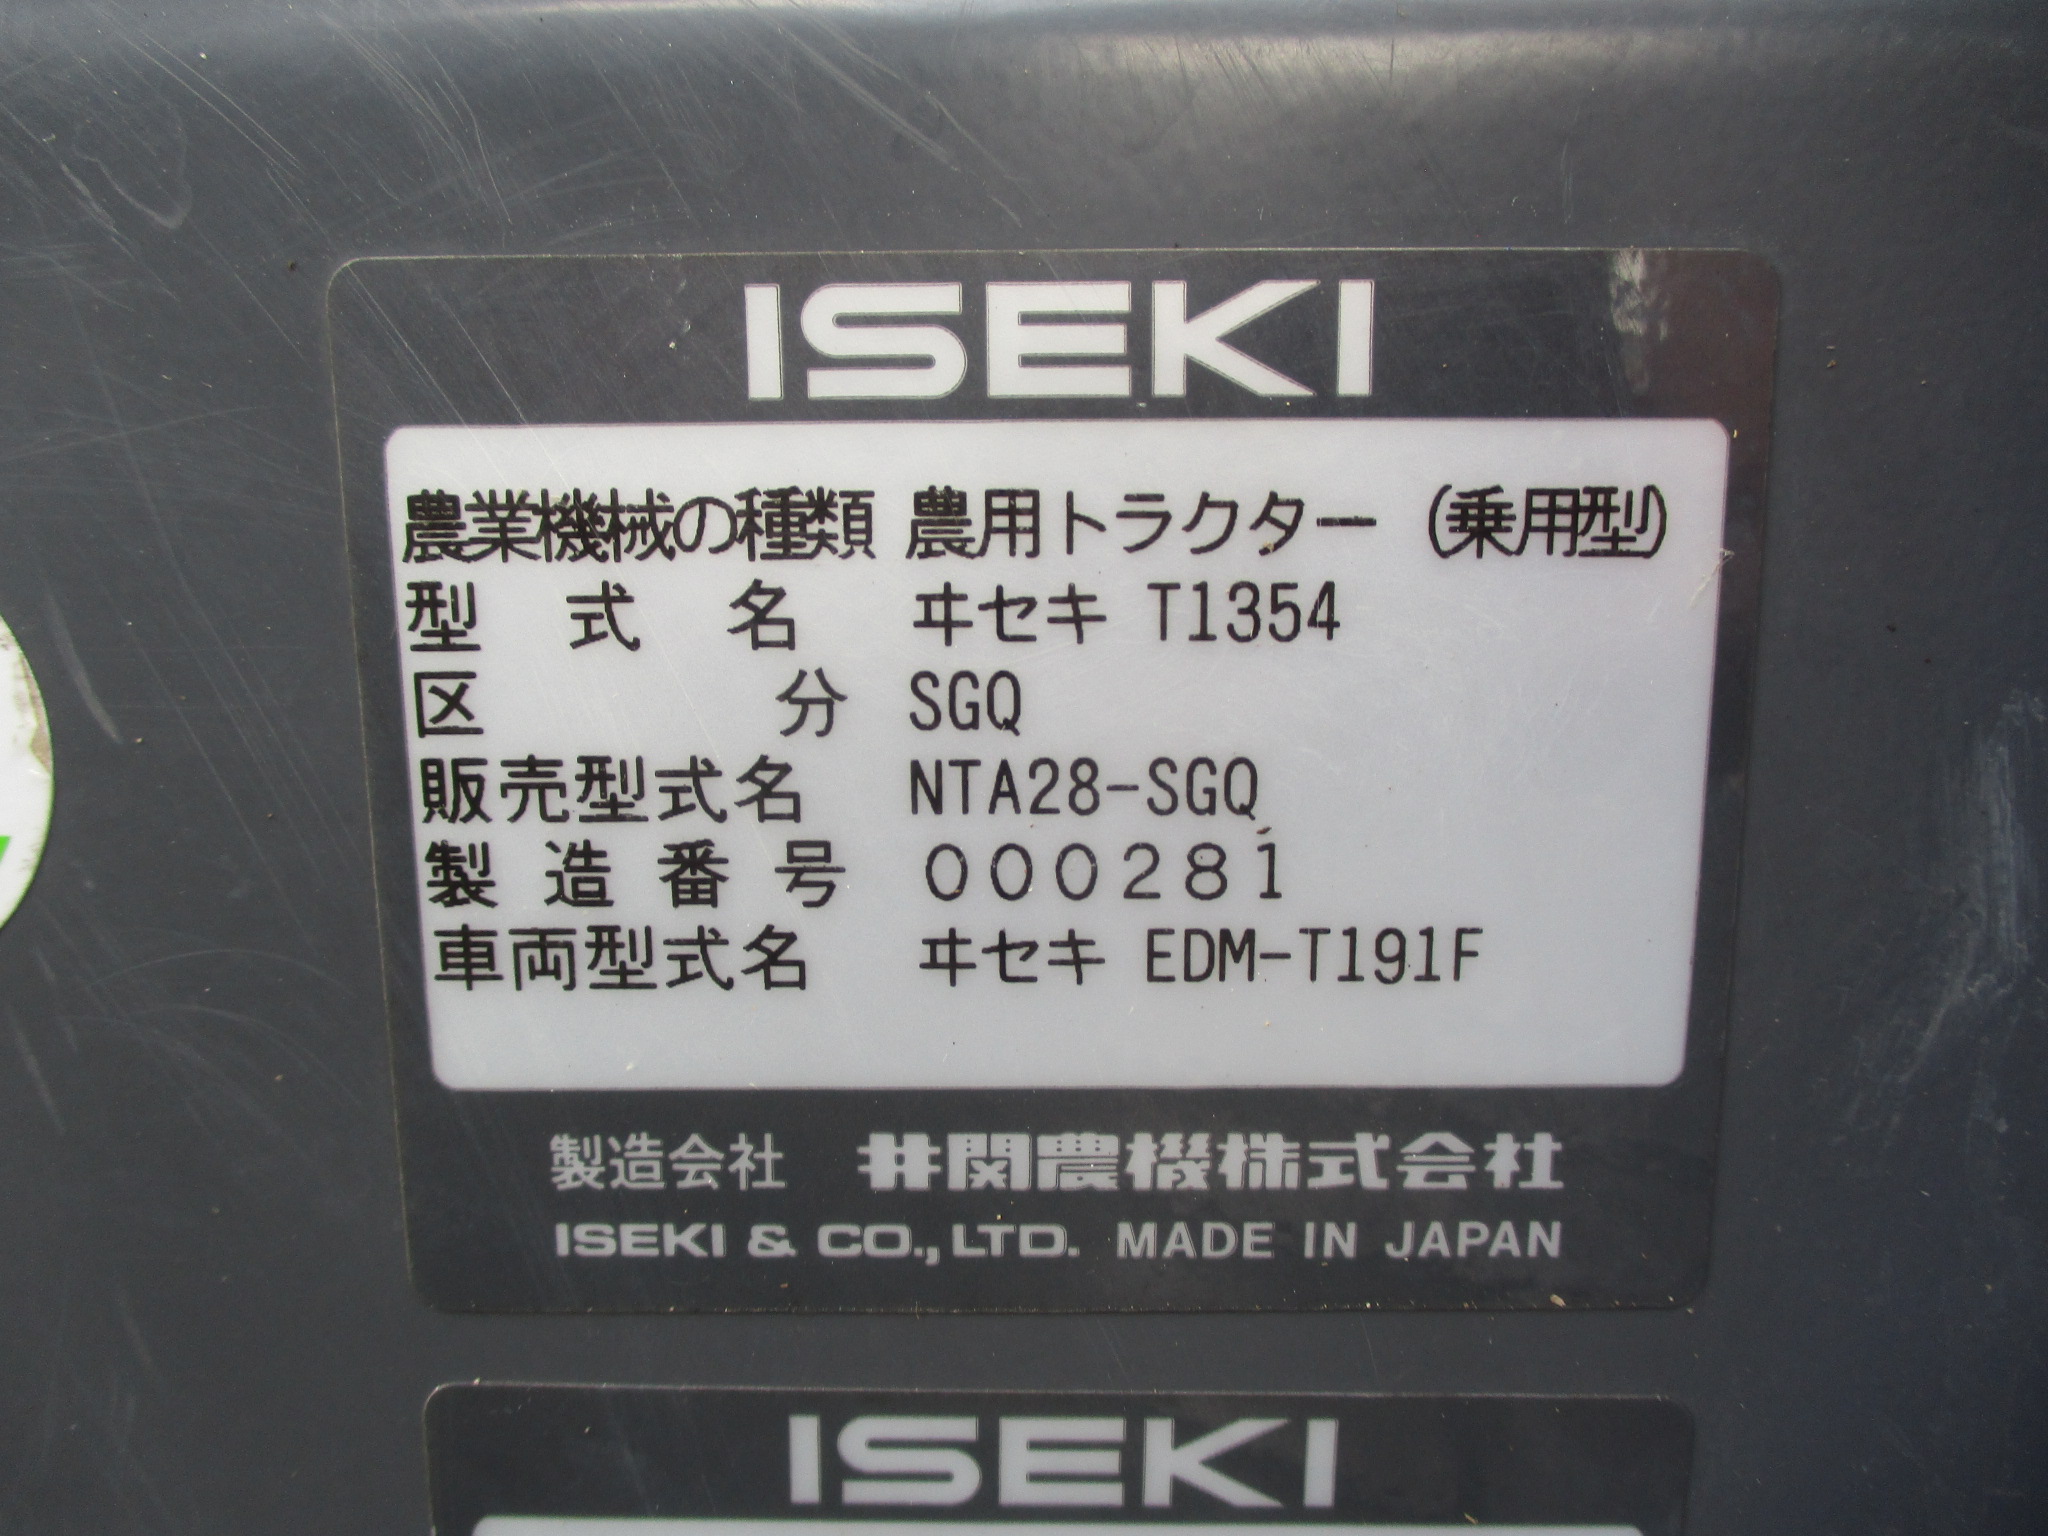 ISEKI
農業機械の種類 農用トラクター (乗用型)
型式名 ヰセキ T1354
区分 SGQ
販売型式名 NTA28-SGQ
製造番号 000281
車両型式名 ヰセキ EDM-T191F
製造会社 井関農機株式会社
ISEKI & CO., LTD. MADE IN JAPAN
ISEKI